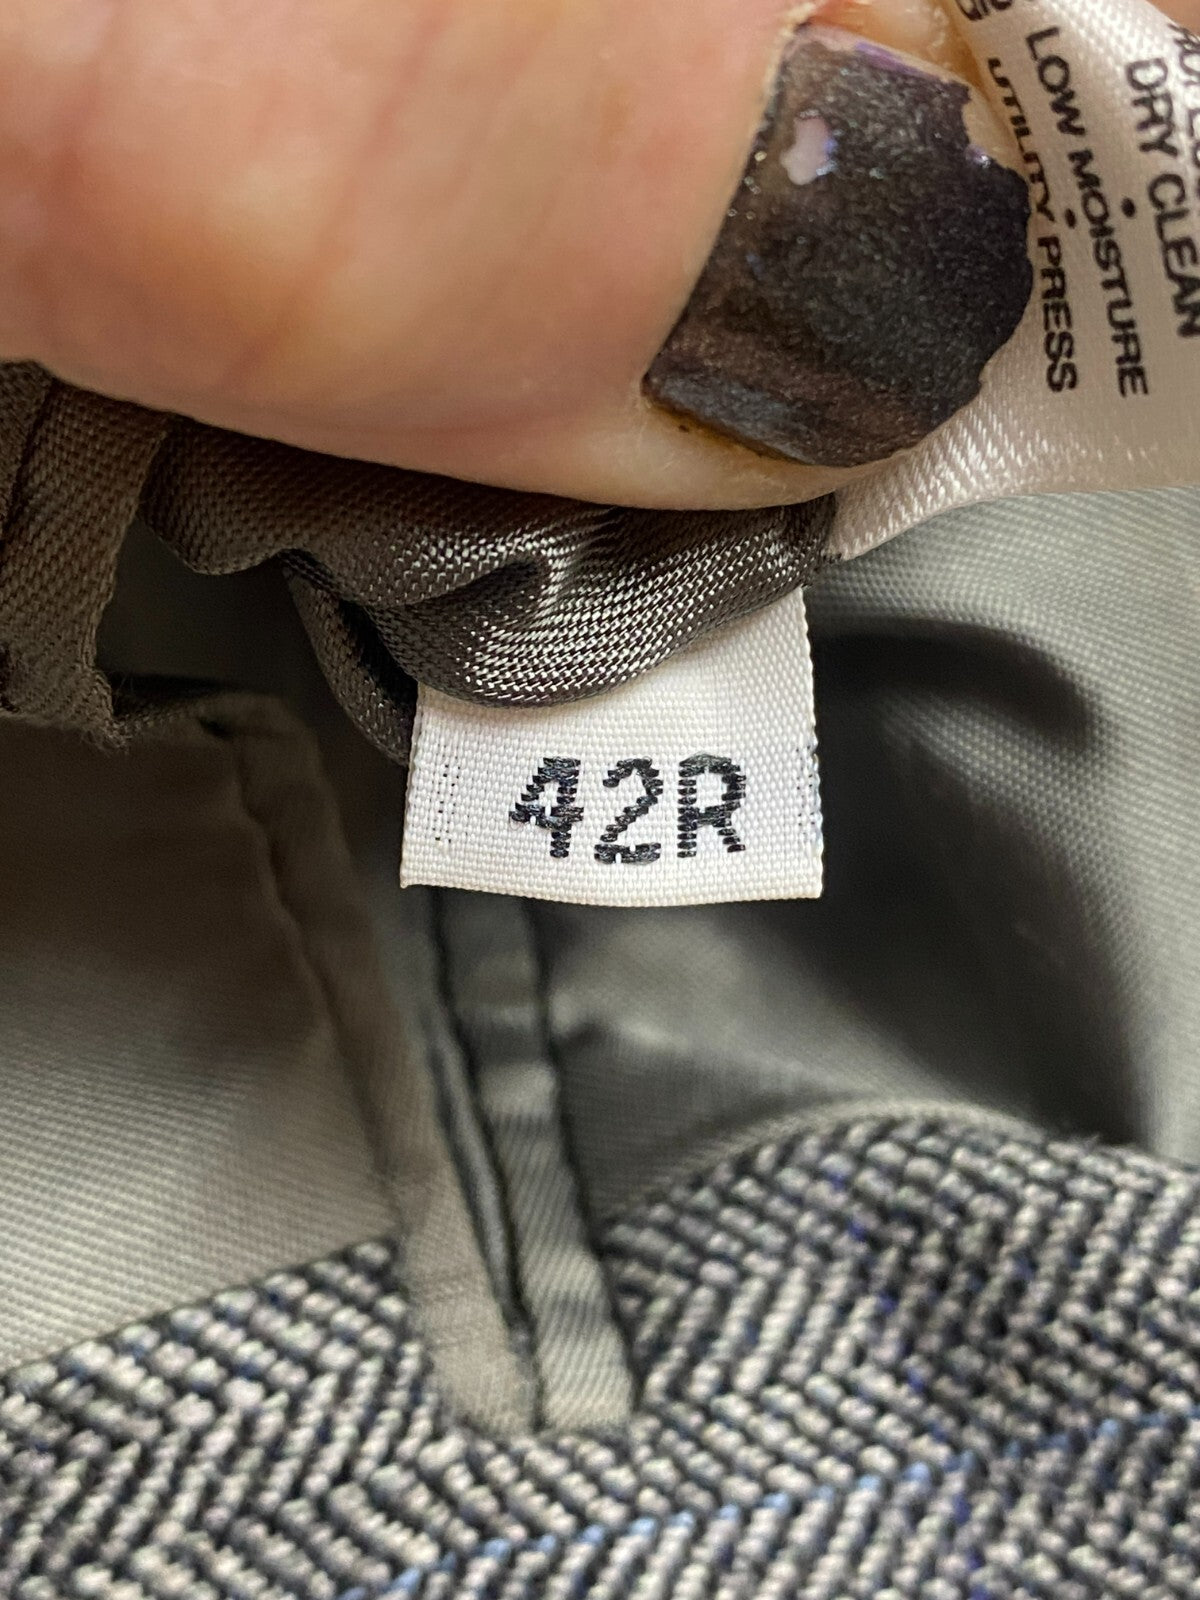 DRY CLEAN
• LOW MOISTURE
• UTILITY PRESS
42R